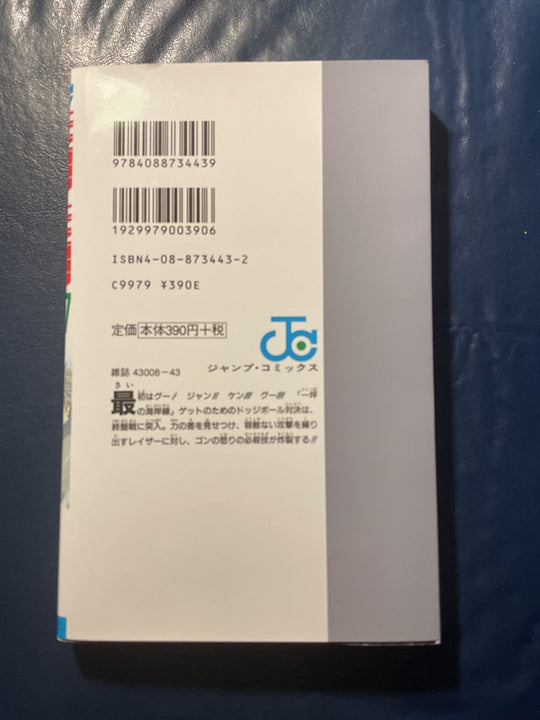 9784088734439
1929979003906
ISBN4-08-873443-2
C9979 ¥390E
定価 本体390円+税
JC
ジャンプ・コミックス
雑誌 43008-43
最初はグー! ジャン!! ケン!!! グー!!!! 「一坪
の海岸線」ゲットのためのドッジボール対決は、
終盤戦に突入。力の差を見せつけ、容赦ない攻撃を繰り
出すレイザーに対し、ゴンの怒りの必殺技が炸裂する!!